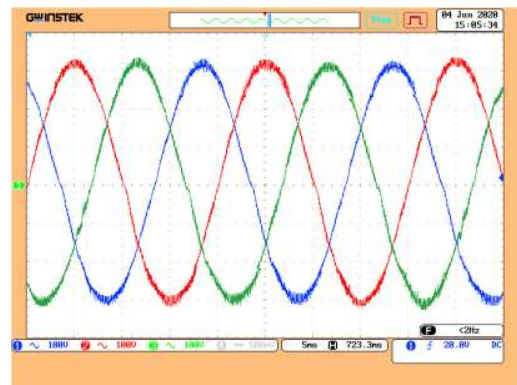 GWINSTEK
Stop
04 Jun 2020
15:05:34
<2Hz
1 ∿ 100V 2 ∿ 100V 3 ∿ 100V 500mV
5ms H 723.3ms
1 20.0V DC